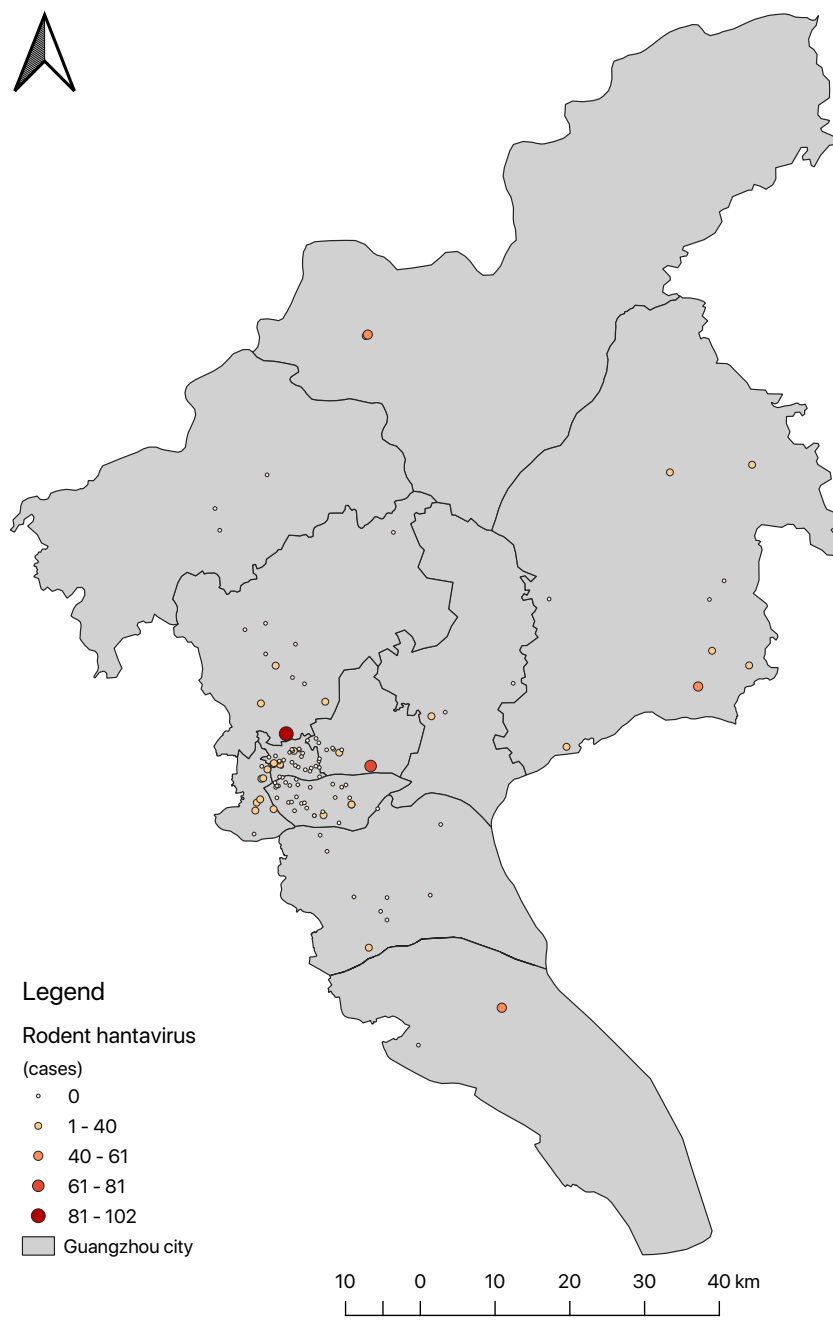 Legend
Rodent hantavirus
(cases)
0
1 - 40
40 - 61
61 - 81
81 - 102
Guangzhou city
10 0 10 20 30 40 km